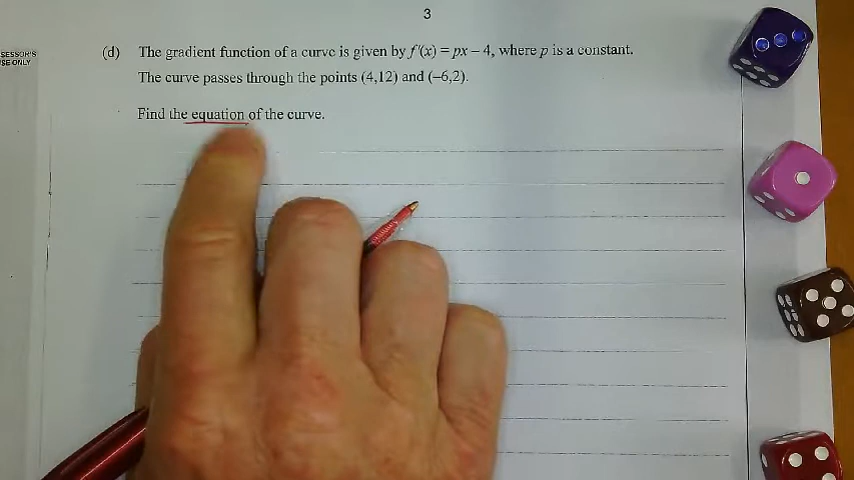 3
SESSOR'S
SE ONLY
(d) The gradient function of a curve is given by f'(x) = px – 4, where p is a constant.
The curve passes through the points (4,12) and (–6,2).
Find the equation of the curve.